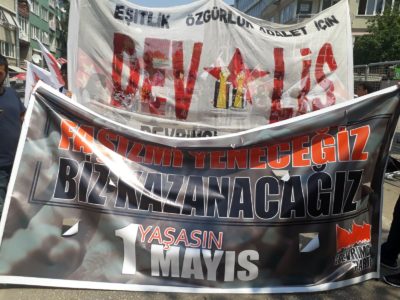 EŞİTLİK ÖZGÜRLÜK ADALET İÇİN
DEV LİS
FAŞİZMİ YENECEĞİZ
BİZ KAZANACAĞIZ
YAŞASIN
1 MAYIS